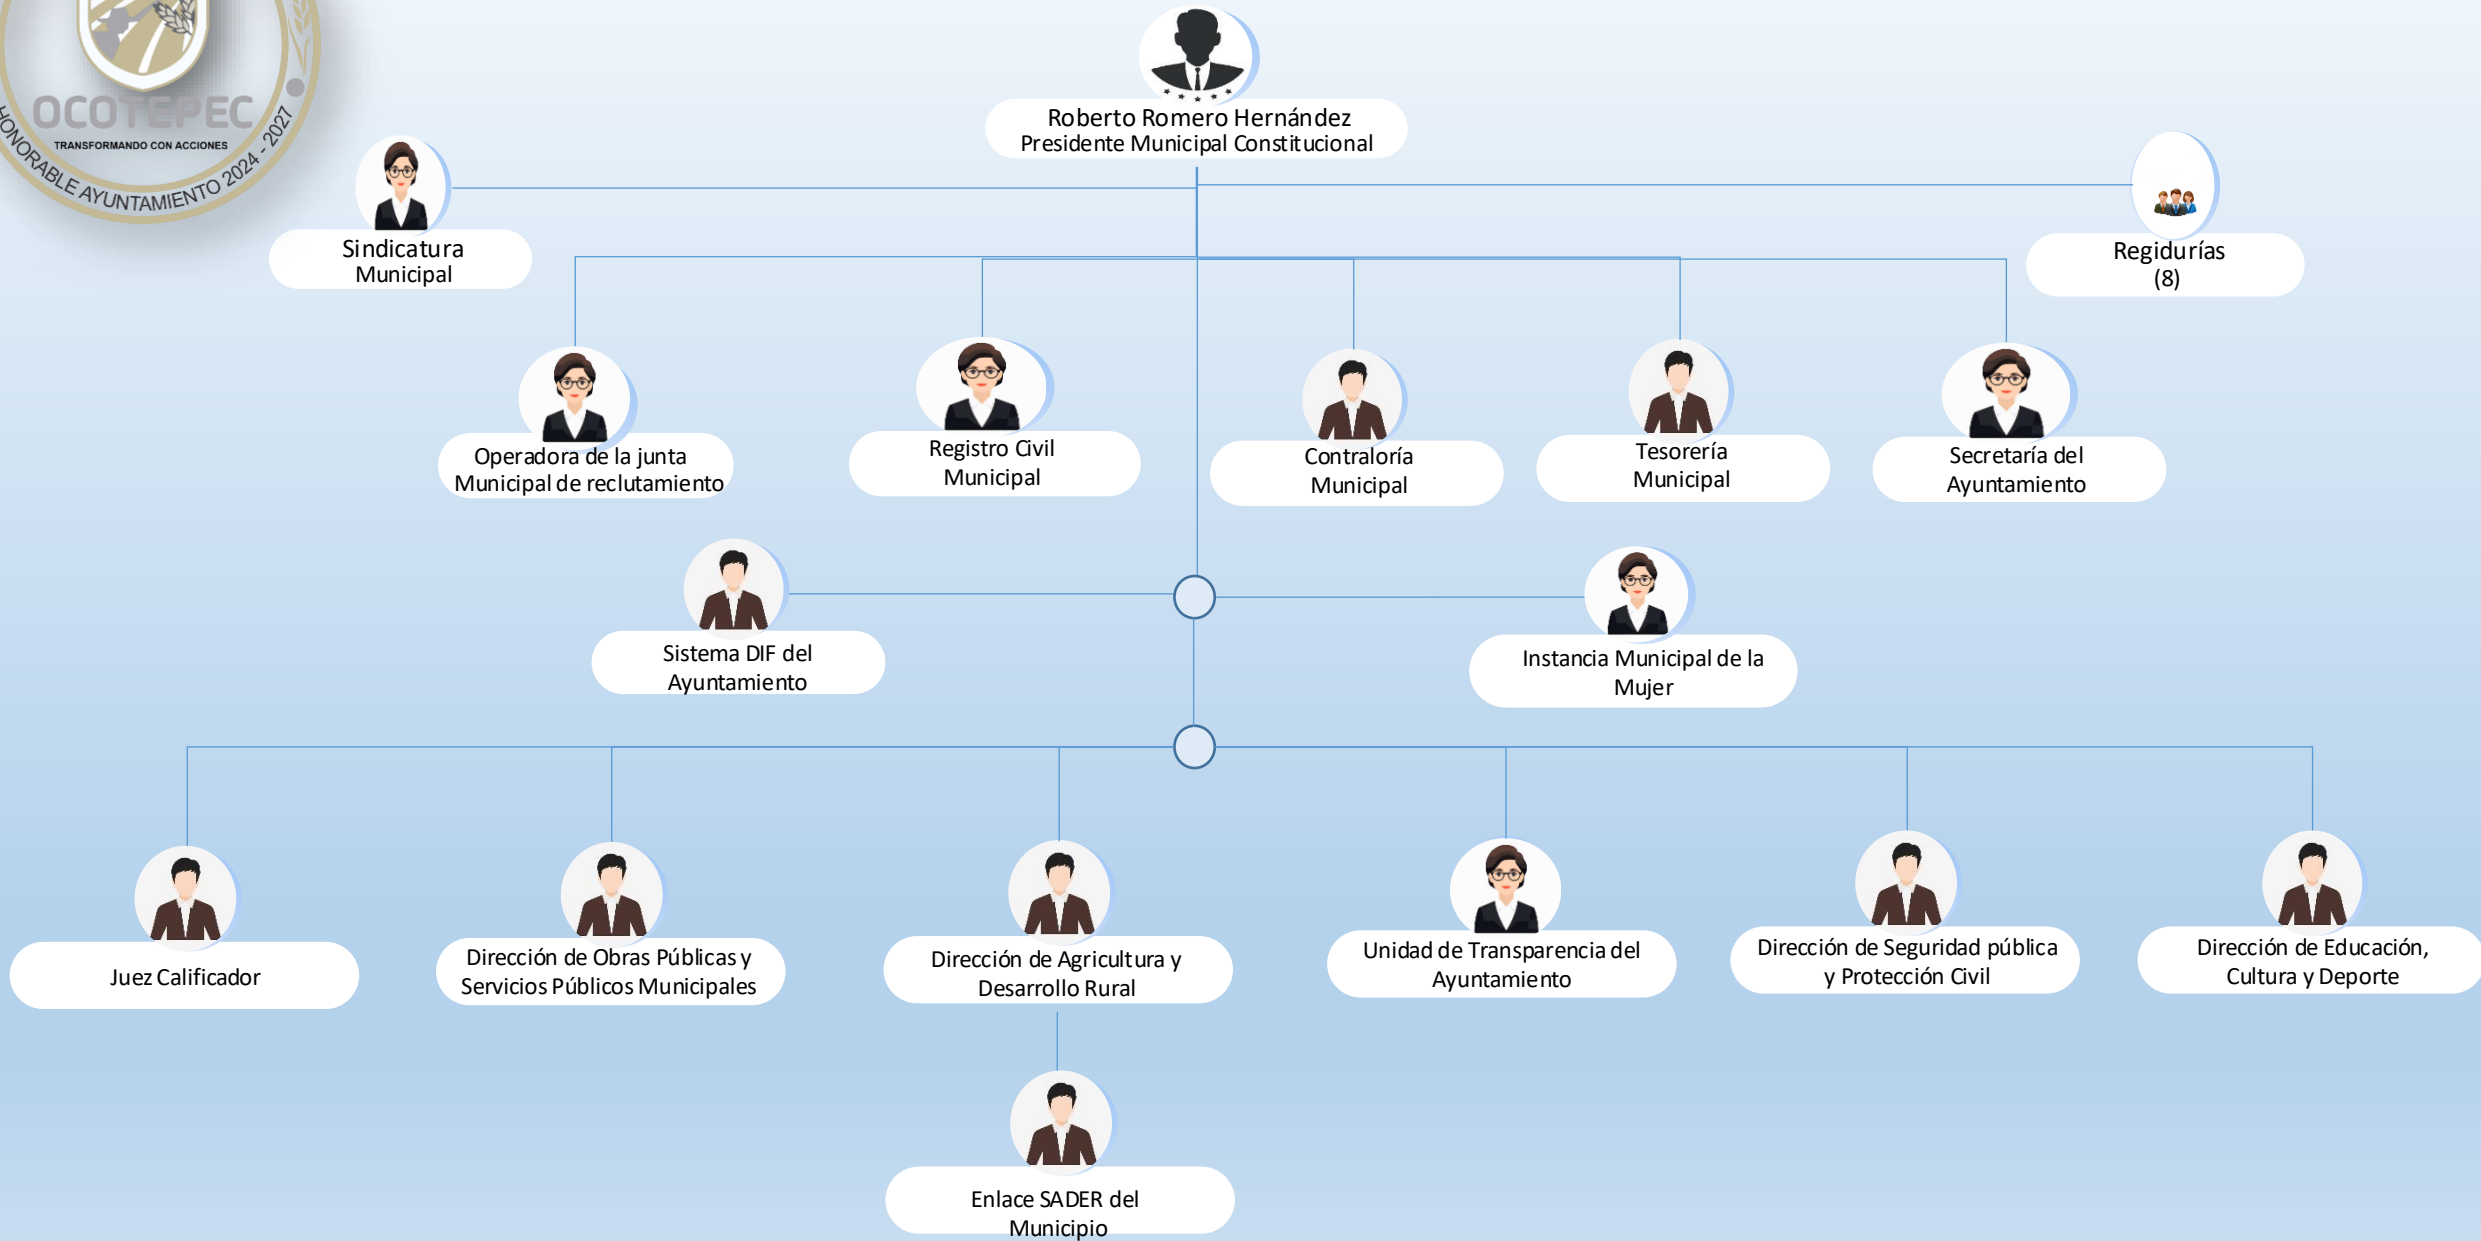 OCOTEPEC
TRANSFORMANDO CON ACCIONES
HONORABLE AYUNTAMIENTO 2024 - 2027
Roberto Romero Hernández
Presidente Municipal Constitucional
Sindicatura
Municipal
Regidurías
(8)
Operadora de la junta
Municipal de reclutamiento
Registro Civil
Municipal
Contraloría
Municipal
Tesorería
Municipal
Secretaría del
Ayuntamiento
Sistema DIF del
Ayuntamiento
Instancia Municipal de la
Mujer
Juez Calificador
Dirección de Obras Públicas y
Servicios Públicos Municipales
Dirección de Agricultura y
Desarrollo Rural
Unidad de Transparencia del
Ayuntamiento
Dirección de Seguridad pública
y Protección Civil
Dirección de Educación,
Cultura y Deporte
Enlace SADER del
Municipio